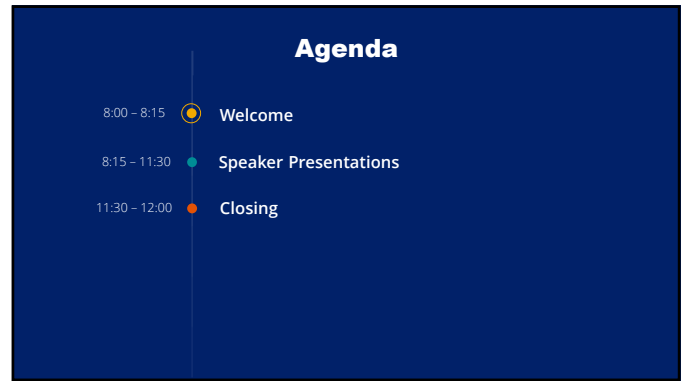 Agenda
8:00 – 8:15 Welcome
8:15 – 11:30 Speaker Presentations
11:30 – 12:00 Closing